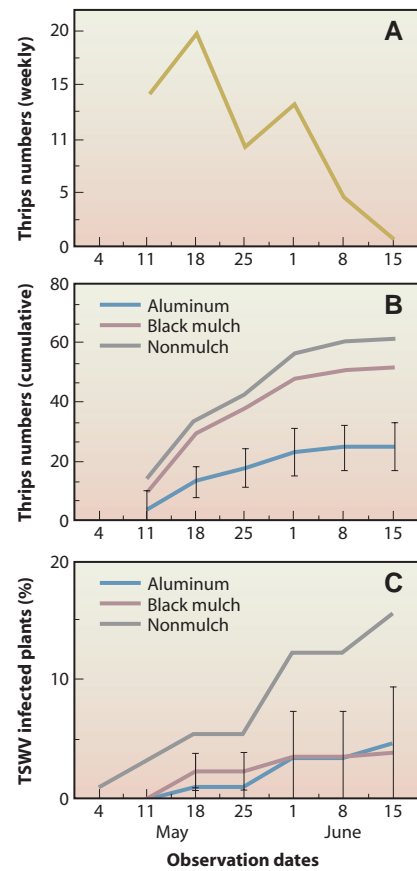 A
Thrips numbers (weekly)
20
15
11
5
0
4 11 18 25 1 8 15
B
Thrips numbers (cumulative)
80
60
40
20
0
Aluminum
Black mulch
Nonmulch
4 11 18 25 1 8 15
C
TSWV infected plants (%)
20
10
0
Aluminum
Black mulch
Nonmulch
4 11 18 25 1 8 15
May June
Observation dates